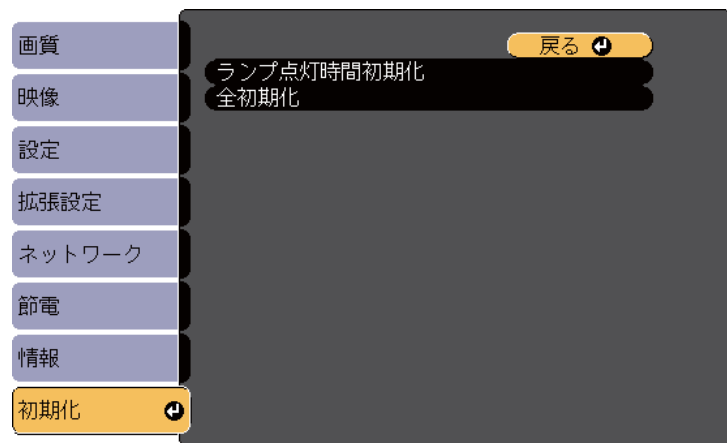 画質
映像
設定
拡張設定
ネットワーク
節電
情報
初期化
戻る
ランプ点灯時間初期化
全初期化